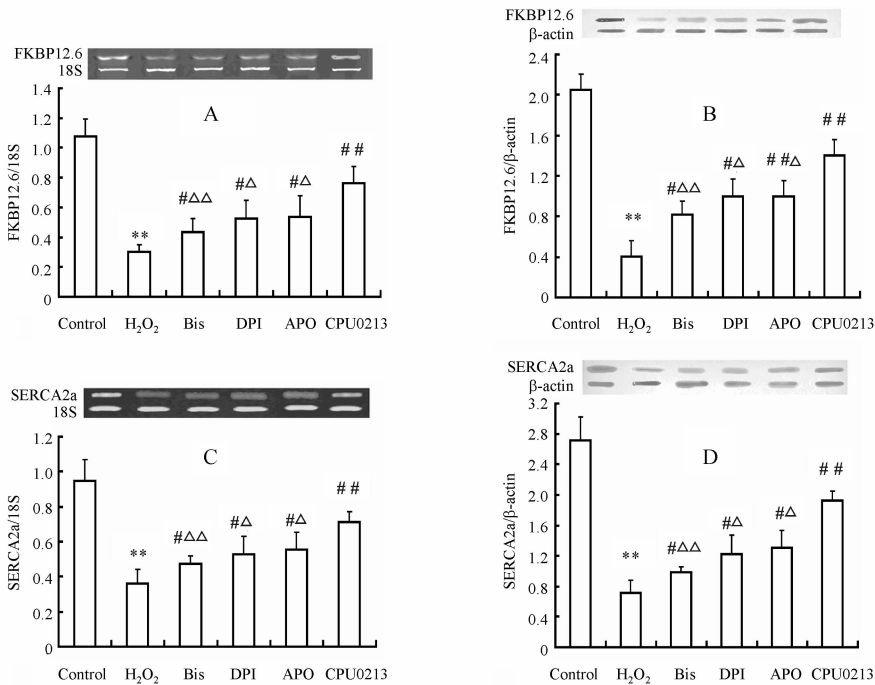 FKBP12.6
18S
1.4
1.2
1.0
0.8
0.6
0.4
0.2
0
FKBP12.6/18S
A
**
#△△
#△
#△
# #
Control H₂O₂ Bis DPI APO CPU0213
FKBP12.6
β-actin
2.4
2.0
1.6
1.2
0.8
0.4
0
FKBP12.6/β-actin
B
**
#△△
#△
# #△
# #
Control H₂O₂ Bis DPI APO CPU0213
SERCA2a
18S
1.2
1.0
0.8
0.6
0.4
0.2
0
SERCA2a/18S
C
**
#△△
#△
#△
# #
Control H₂O₂ Bis DPI APO CPU0213
SERCA2a
β-actin
3.2
2.8
2.4
2.0
1.6
1.2
0.8
0.4
0
SERCA2a/β-actin
D
**
#△△
#△
#△
# #
Control H₂O₂ Bis DPI APO CPU0213